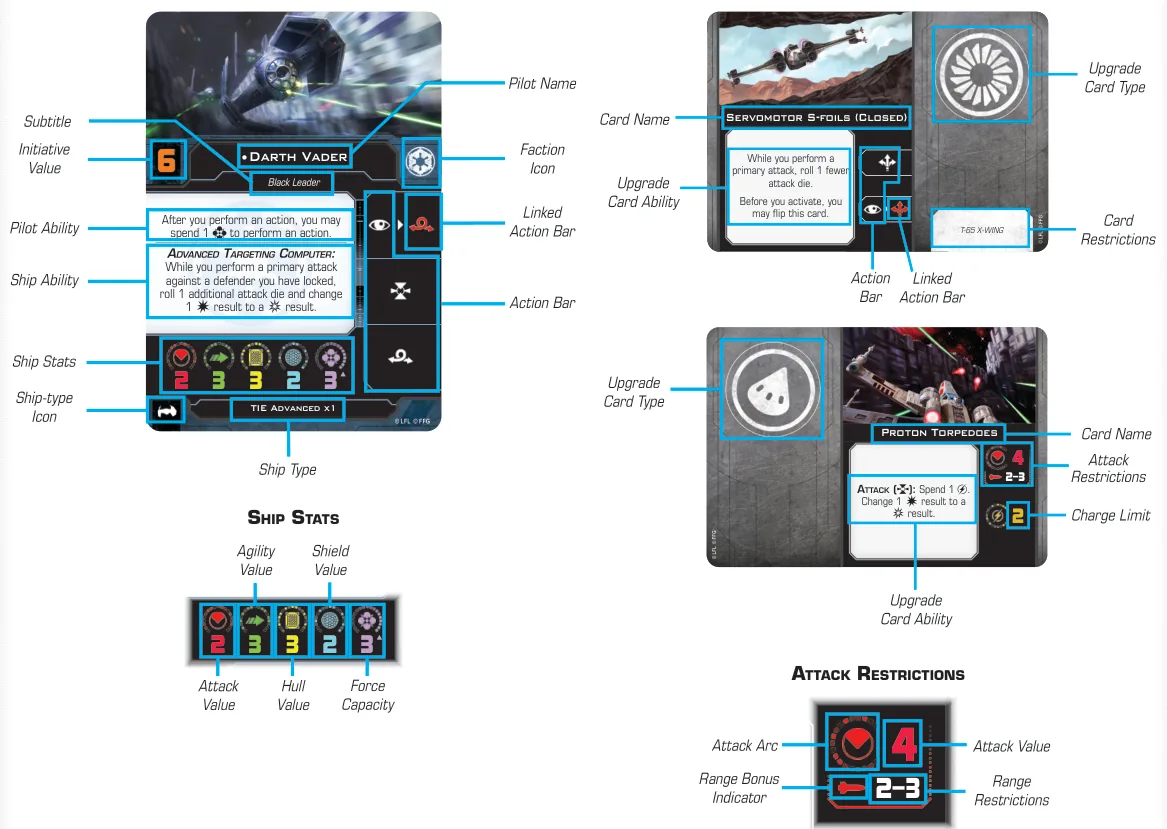 Pilot Name
Subtitle
Initiative
Value
6
• Darth Vader
Black Leader
Faction
Icon
Pilot Ability
After you perform an action, you may
spend 1 to perform an action.
Linked
Action Bar
Ship Ability
Advanced Targeting Computer:
While you perform a primary attack
against a defender you have locked,
roll 1 additional attack die and change
1 result to a result.
Action Bar
Ship Stats
2 3 3 2 3
Ship-type
Icon
TIE Advanced x1
© LFL © FFG
Ship Type
Ship Stats
Agility
Value
Shield
Value
2 3 3 2 3
Attack
Value
Hull
Value
Force
Capacity
Upgrade
Card Type
Card Name
Servomotor S-foils (Closed)
Upgrade
Card Ability
While you perform a
primary attack, roll 1 fewer
attack die.
Before you activate, you
may flip this card.
T-65 X-WING
© LFL © FFG
Card
Restrictions
Action
Bar
Linked
Action Bar
Upgrade
Card Type
Proton Torpedoes
Card Name
4
2–3
Attack
Restrictions
Attack ( ): Spend 1 .
Change 1 result to a
result.
2
Charge Limit
© LFL © FFG
Upgrade
Card Ability
Attack Restrictions
Attack Arc
4
Attack Value
Range Bonus
Indicator
2–3
Range
Restrictions